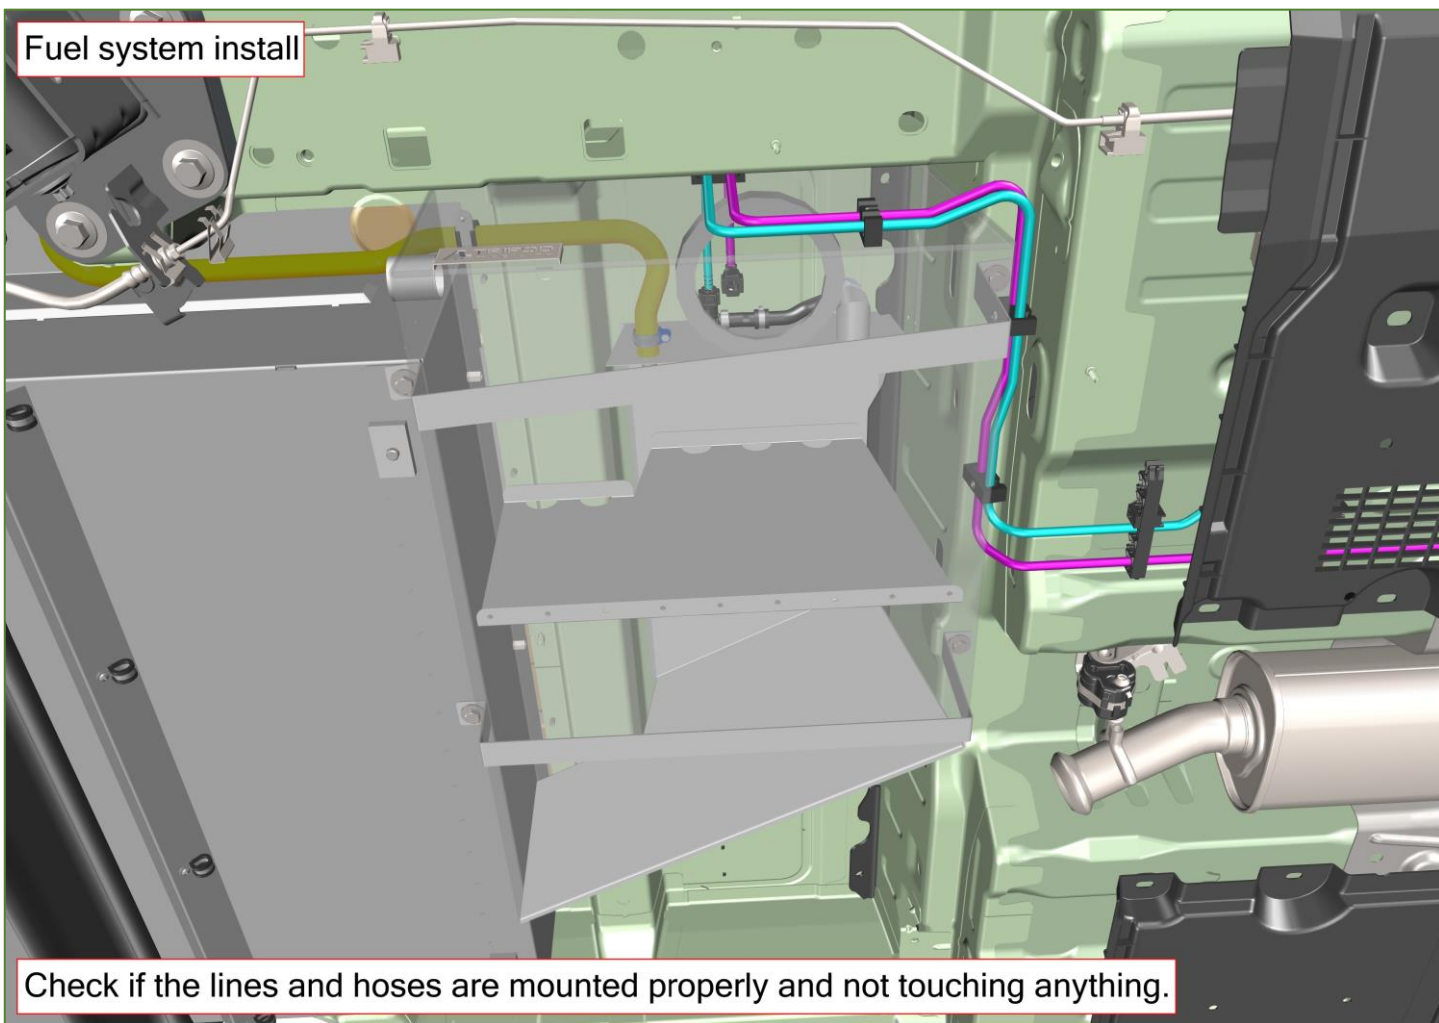 Fuel system install
Check if the lines and hoses are mounted properly and not touching anything.